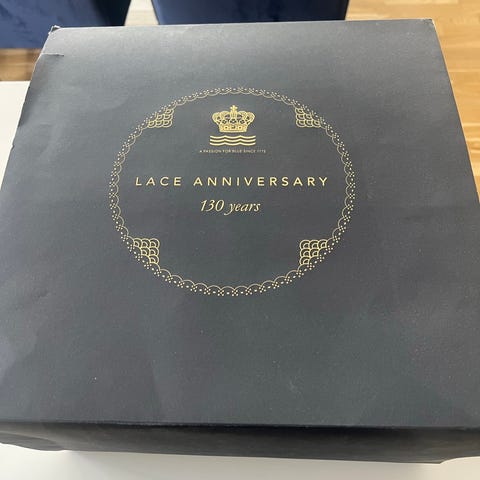 A PASSION FOR BLUE SINCE 1775
LACE ANNIVERSARY
130 years